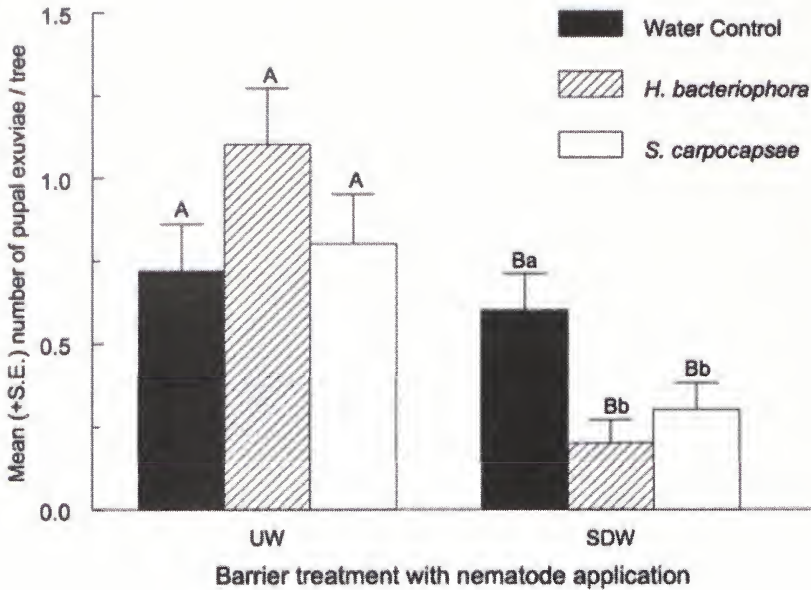 Mean (+S.E.) number of pupal exuviae / tree
1.5
1.0
0.5
0.0
Water Control
H. bacteriophora
S. carpocapsae
A
A
A
Ba
Bb
Bb
UW
SDW
Barrier treatment with nematode application